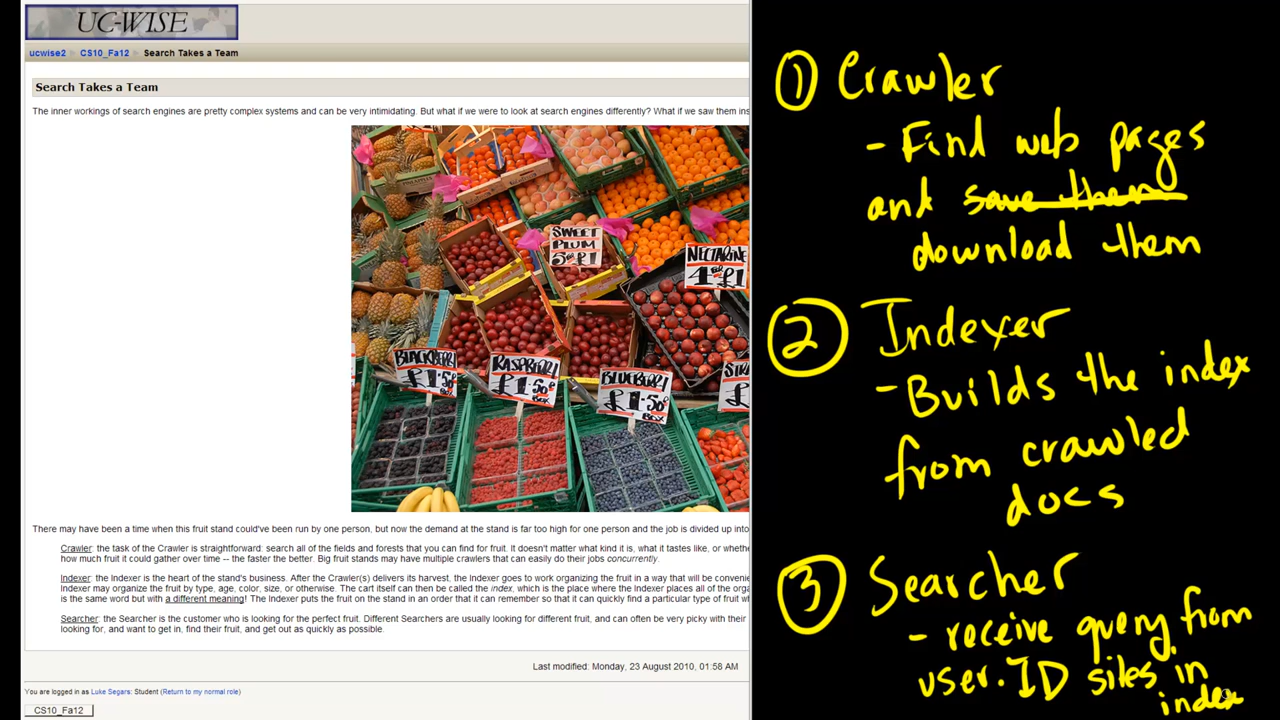 UC-WISE
ucwise2 ► CS10_Fa12 ► Search Takes a Team
Search Takes a Team
The inner workings of search engines are pretty complex systems and can be very intimidating. But what if we were to look at search engines differently? What if we saw them ins
SWEET
PLUM
5 £1
NECTARINE
4 £1
BLACKBERRY
£1.50
RASPBERRI
£1.50
BOX
BLUEBERRI
£1.50
BOX
There may have been a time when this fruit stand could've been run by one person, but now the demand at the stand is far too high for one person and the job is divided up into
Crawler: the task of the Crawler is straightforward: search all of the fields and forests that you can find for fruit. It doesn't matter what kind it is, what it tastes like, or whethe
how much fruit it could gather over time -- the faster the better. Big fruit stands may have multiple crawlers that can easily do their jobs concurrently.
Indexer: the Indexer is the heart of the stand's business. After the Crawler(s) delivers its harvest, the Indexer goes to work organizing the fruit in a way that will be convenie
Indexer may organize the fruit by type, age, color, size, or otherwise. The cart itself can then be called the index, which is the place where the Indexer places all of the org
is the same word but with a different meaning! The Indexer puts the fruit on the stand in an order that it can remember so that it can quickly find a particular type of fruit w
Searcher: the Searcher is the customer who is looking for the perfect fruit. Different Searchers are usually looking for different fruit, and can often be very picky with their
looking for, and want to get in, find their fruit, and get out as quickly as possible.
Last modified: Monday, 23 August 2010, 01:58 AM
You are logged in as Luke Segars: Student (Return to my normal role)
CS10_Fa12
① Crawler
- Find web pages
and save them
download them
② Indexer
- Builds the index
from crawled
docs
③ Searcher
- receive query from
user. ID sites in
index